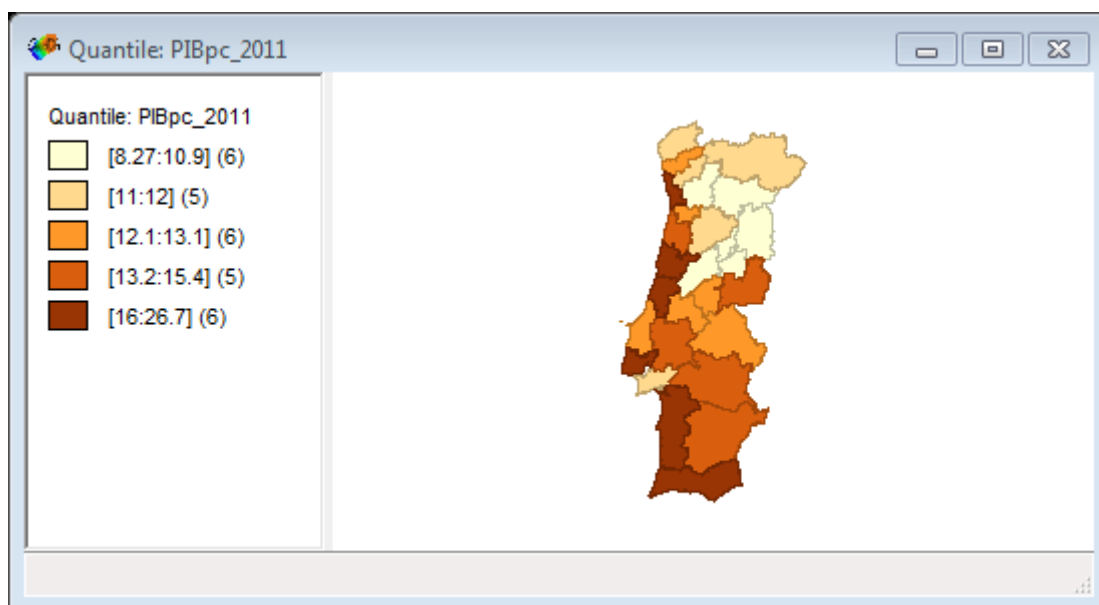 Quantile: PIBpc_2011
Quantile: PIBpc_2011
[8.27:10.9] (6)
[11:12] (5)
[12.1:13.1] (6)
[13.2:15.4] (5)
[16:26.7] (6)